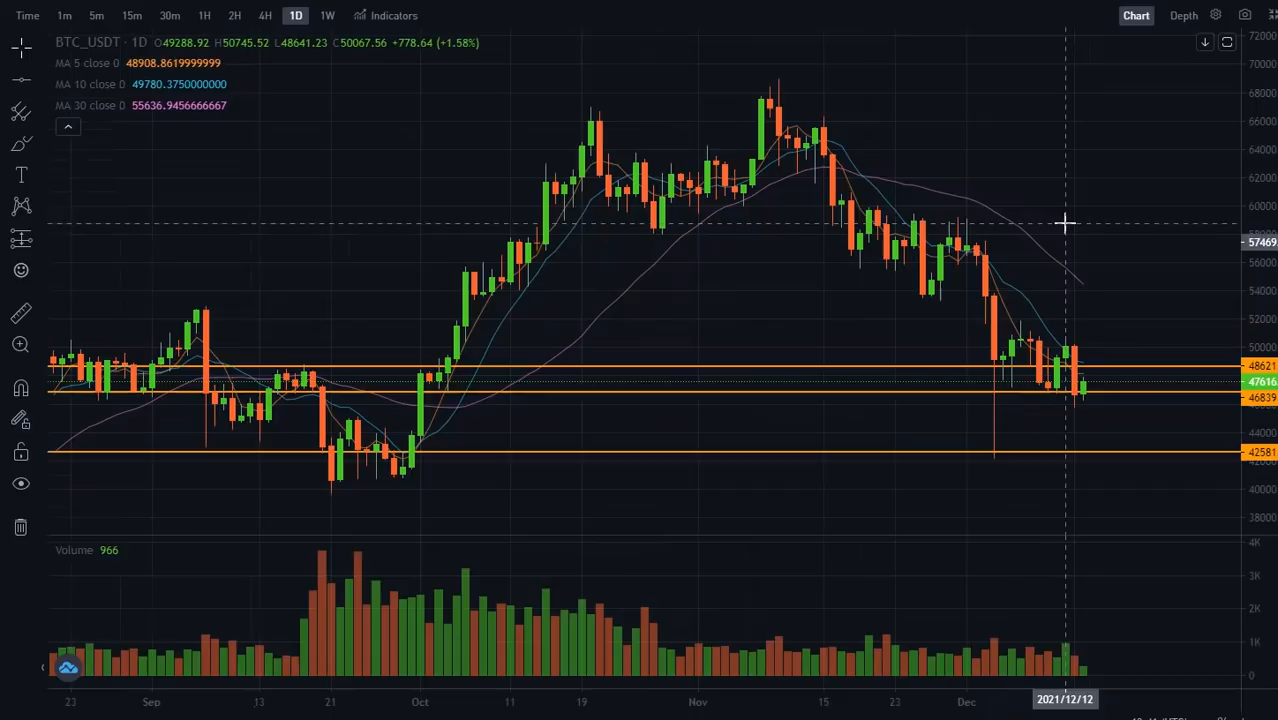 Time 1m 5m 15m 30m 1H 2H 4H 1D 1W Indicators Chart Depth
BTC_USDT · 1D O49288.92 H50745.52 L48641.23 C50067.56 +778.64 (+1.58%)
MA 5 close 0 48908.8619999999
MA 10 close 0 49780.3750000000
MA 30 close 0 55636.9456666667
72000
70000
68000
66000
64000
62000
60000
57469
56000
54000
52000
50000
48621
47616
46839
44000
42581
40000
38000
Volume 966
4K
3K
2K
1K
0
23 Sep 13 21 Oct 11 19 Nov 15 23 Dec 2021/12/12